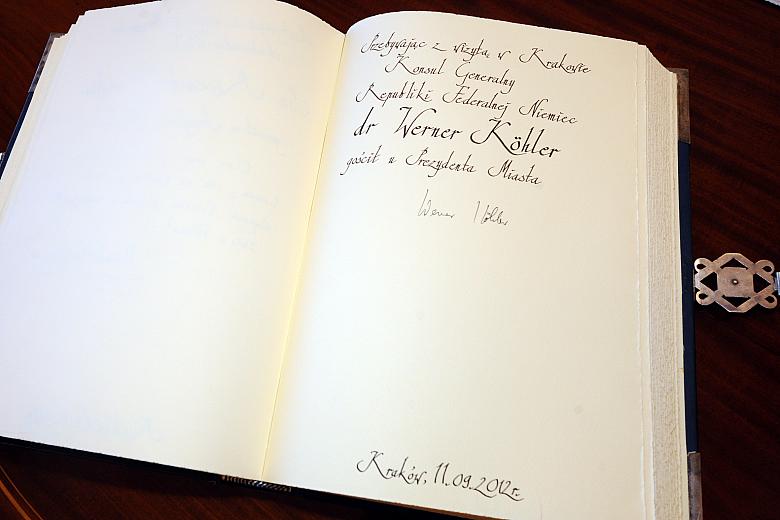 Przebywając z wizytą w Krakowie
Konsul Generalny
Republiki Federalnej Niemiec
dr Werner Köhler
gościł u Prezydenta Miasta
Werner Köhler
Kraków, 11.09.2012r.